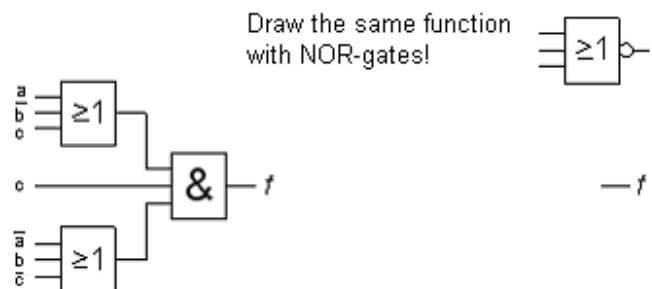 Draw the same function
with NOR-gates!
≥1
a
b̅
c
≥1
c
&
f
f
a̅
b
c̅
≥1